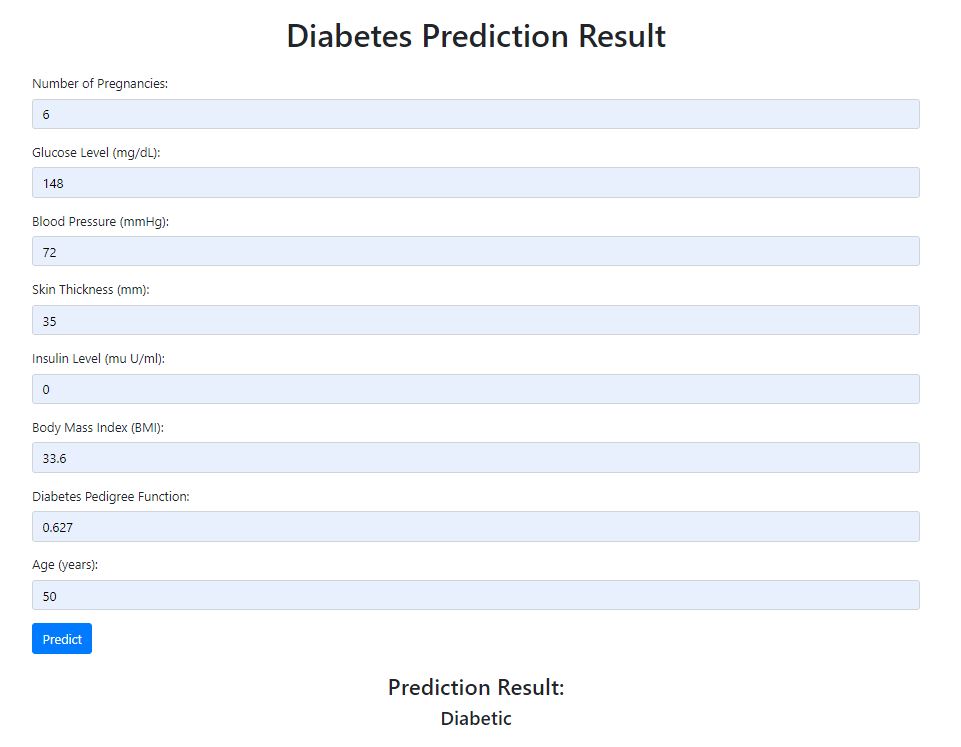 Diabetes Prediction Result
Number of Pregnancies:
6
Glucose Level (mg/dL):
148
Blood Pressure (mmHg):
72
Skin Thickness (mm):
35
Insulin Level (mu U/ml):
0
Body Mass Index (BMI):
33.6
Diabetes Pedigree Function:
0.627
Age (years):
50
Predict
Prediction Result:
Diabetic